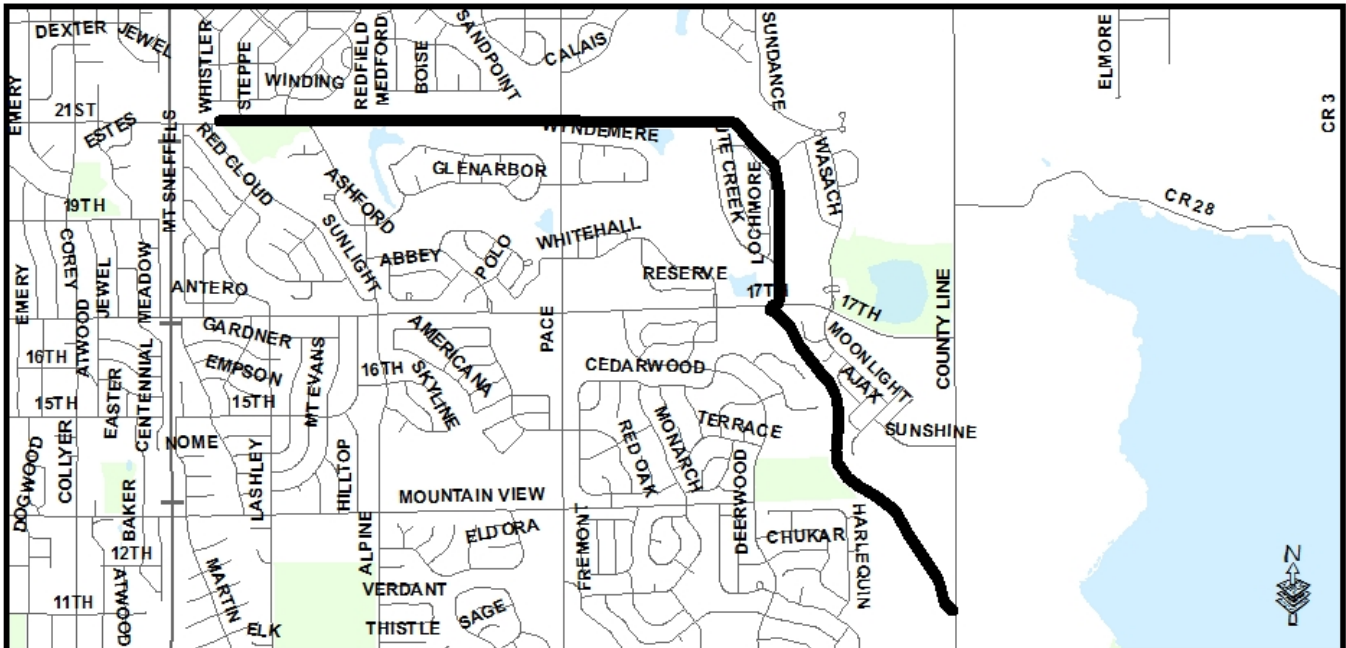 DEXTER
JEWEL
WHISTLER
STEPPE
WINDING
REDFIELD
MEDFORD
BOISE
SANDPOINT
CALAIS
SUNDANCE
ELMORE
CR 3
EMERY
21ST
ESTES
MT SNEFFELS
RED CLOUD
ASHFORD
GLENARBOR
WYNDEMERE
UTE CREEK
LOCHMORE
WASACH
CR 28
19TH
COREY
JEWEL
MEADOW
SUNLIGHT
ABBEY
POLO
WHITEHALL
RESERVE
EMERY
ATWOOD
ANTERO
17TH
17TH
COUNTY LINE
GARDNER
AMERICANA
PACE
MOONLIGHT
16TH
EMPSON
MT EVANS
16TH
SKYLINE
CEDARWOOD
AJAX
15TH
EASTER
CENTENNIAL
15TH
MONARCH
TERRACE
SUNSHINE
DOGWOOD
COLLYER
NOME
LASHLEY
HILLTOP
RED OAK
DEERWOOD
MOUNTAIN VIEW
BAKER
ALPINE
ELDORA
FREMONT
CHUKAR
HARLEQUIN
12TH
ATWOOD
MARTIN
VERDANT
11TH
ELK
THISTLE
SAGE
N